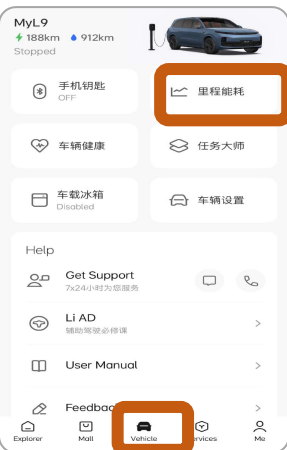 MyL9
188km 912km
Stopped
手机钥匙
OFF
里程能耗
车辆健康
任务大师
车载冰箱
Disabled
车辆设置
Help
Get Support
7x24小时为您服务
Li AD
辅助驾驶必修课
User Manual
Feedbac
Explorer Mall Vehicle ervices Me